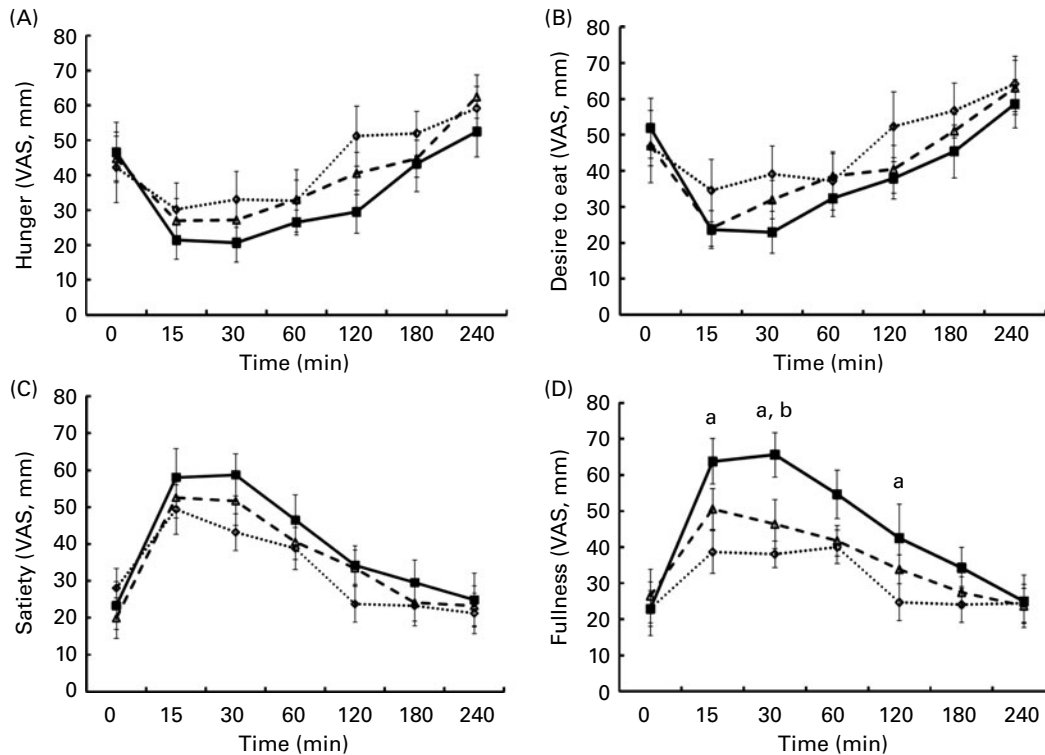 (A)
80
70
60
50
40
30
20
10
0
Hunger (VAS, mm)
0 15 30 60 120 180 240
Time (min)
(B)
80
70
60
50
40
30
20
10
0
Desire to eat (VAS, mm)
0 15 30 60 120 180 240
Time (min)
(C)
80
70
60
50
40
30
20
10
0
Satiety (VAS, mm)
0 15 30 60 120 180 240
Time (min)
(D)
80
70
60
50
40
30
20
10
0
Fullness (VAS, mm)
a
a, b
a
0 15 30 60 120 180 240
Time (min)